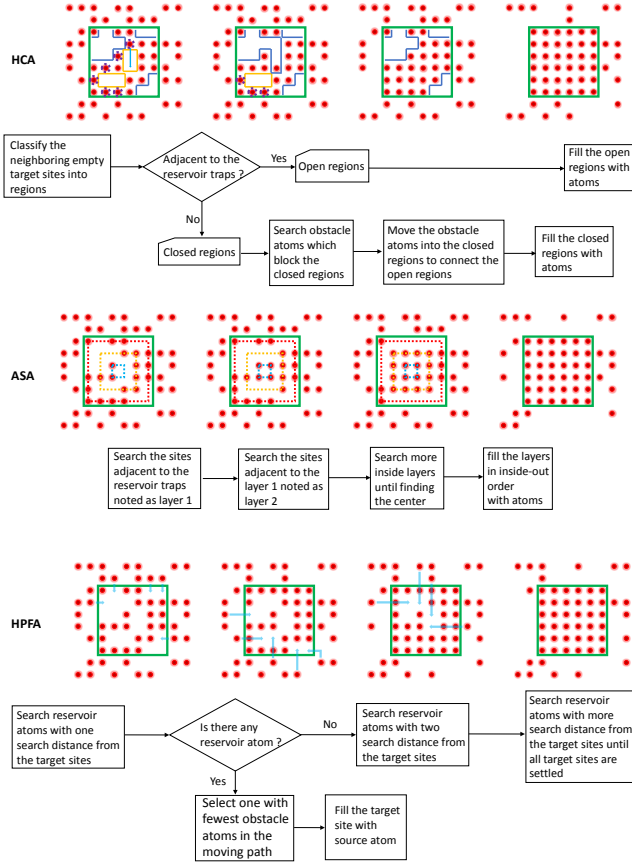 HCA
Classify the
neighboring empty
target sites into
regions
Adjacent to the
reservoir traps ?
Yes
Open regions
Fill the open
regions with
atoms
No
Closed regions
Search obstacle
atoms which
block the
closed regions
Move the obstacle
atoms into the closed
regions to connect the
open regions
Fill the closed
regions with
atoms
ASA
Search the sites
adjacent to the
reservoir traps
noted as layer 1
Search the sites
adjacent to the
layer 1 noted as
layer 2
Search more
inside layers
until finding
the center
fill the layers
in inside-out
order
with atoms
HPFA
Search reservoir
atoms with one
search distance from
the target sites
Is there any
reservoir atom ?
No
Search reservoir
atoms with two
search distance from
the target sites
Search reservoir
atoms with more
search distance from
the target sites until
all target sites are
settled
Yes
Select one with
fewest obstacle
atoms in the
moving path
Fill the target
site with
source atom